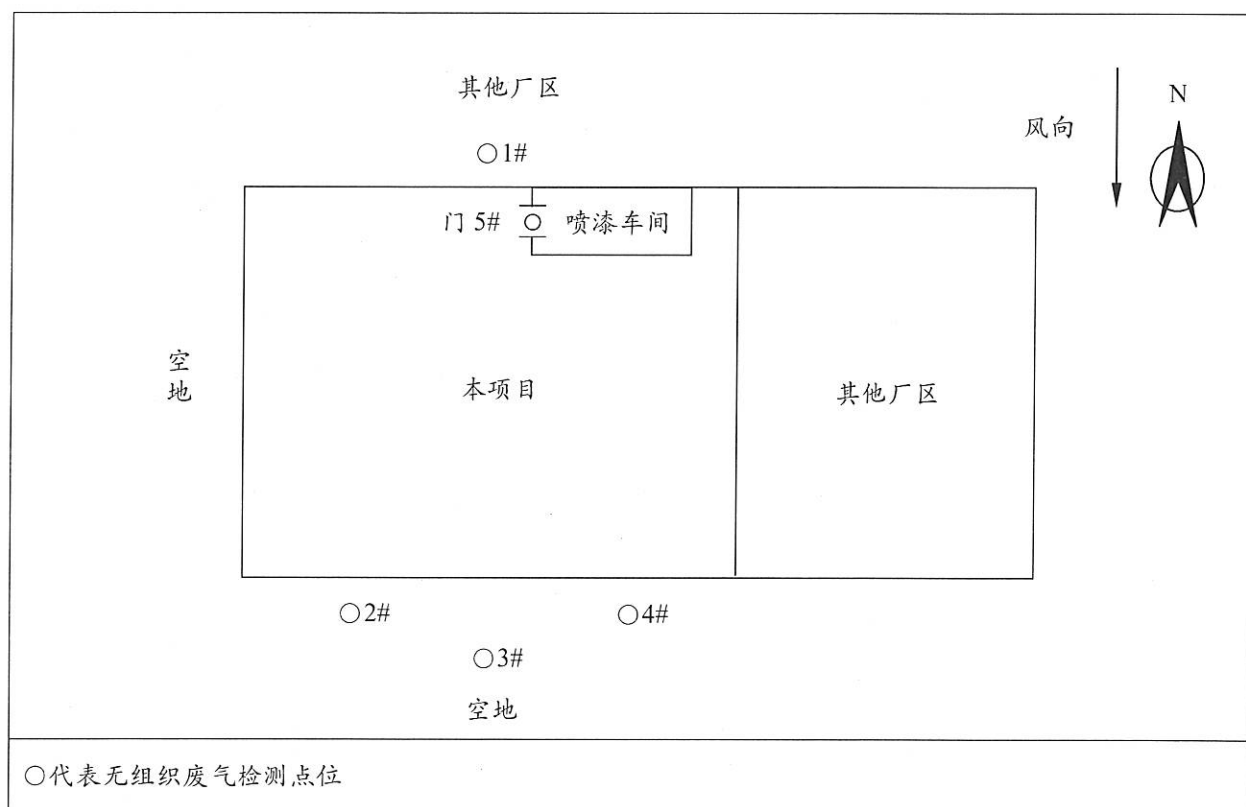 其他厂区
N
风向
○1#
门 5# ○ 喷漆车间
空地
本项目
其他厂区
○2#
○4#
○3#
空地
○代表无组织废气检测点位